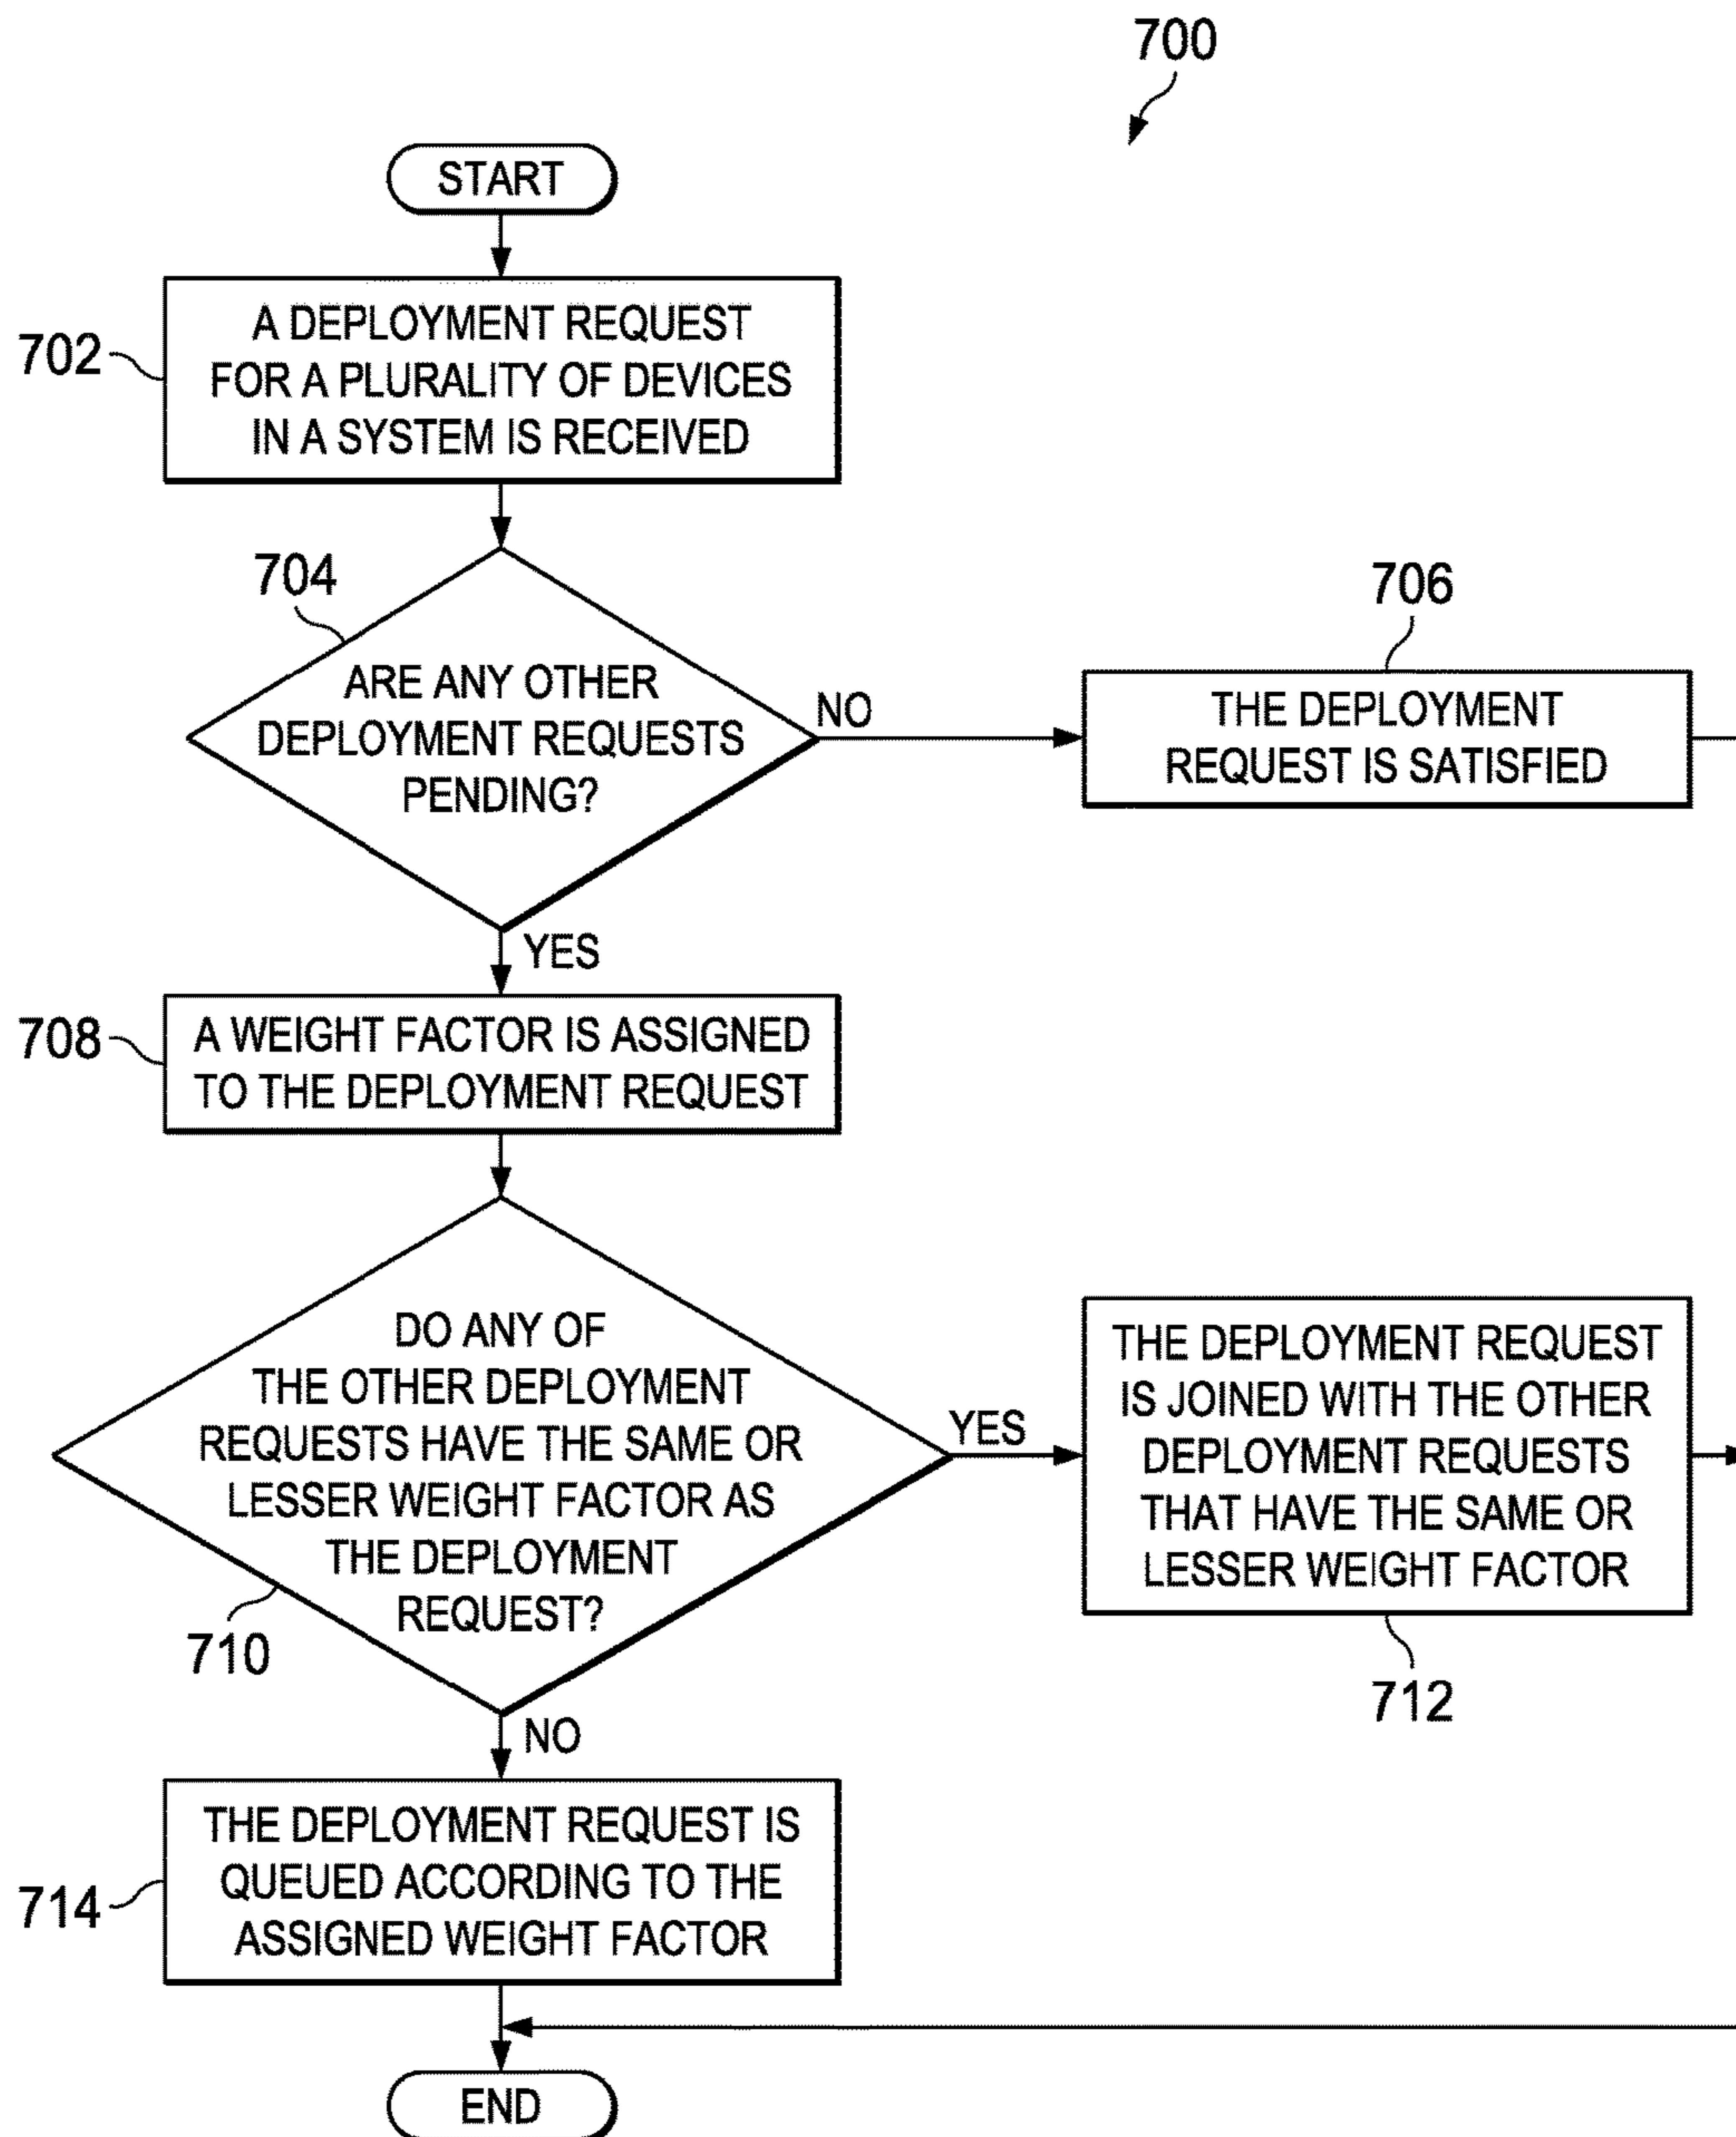 700
START
702
A DEPLOYMENT REQUEST
FOR A PLURALITY OF DEVICES
IN A SYSTEM IS RECEIVED
704
ARE ANY OTHER
DEPLOYMENT REQUESTS
PENDING?
NO
706
THE DEPLOYMENT
REQUEST IS SATISFIED
YES
708
A WEIGHT FACTOR IS ASSIGNED
TO THE DEPLOYMENT REQUEST
DO ANY OF
THE OTHER DEPLOYMENT
REQUESTS HAVE THE SAME OR
LESSER WEIGHT FACTOR AS
THE DEPLOYMENT
REQUEST?
710
YES
THE DEPLOYMENT REQUEST
IS JOINED WITH THE OTHER
DEPLOYMENT REQUESTS
THAT HAVE THE SAME OR
LESSER WEIGHT FACTOR
712
NO
714
THE DEPLOYMENT REQUEST IS
QUEUED ACCORDING TO THE
ASSIGNED WEIGHT FACTOR
END